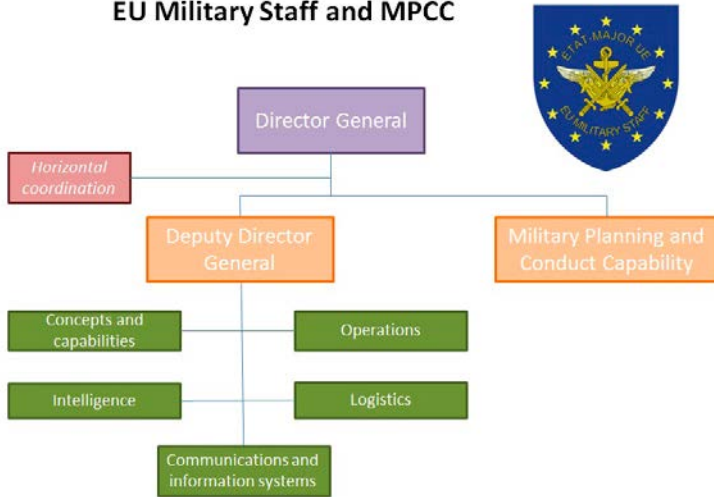 EU Military Staff and MPCC
ETAT-MAJOR UE
EU MILITARY STAFF
Director General
Horizontal
coordination
Deputy Director
General
Military Planning and
Conduct Capability
Concepts and
capabilities
Operations
Intelligence
Logistics
Communications and
information systems